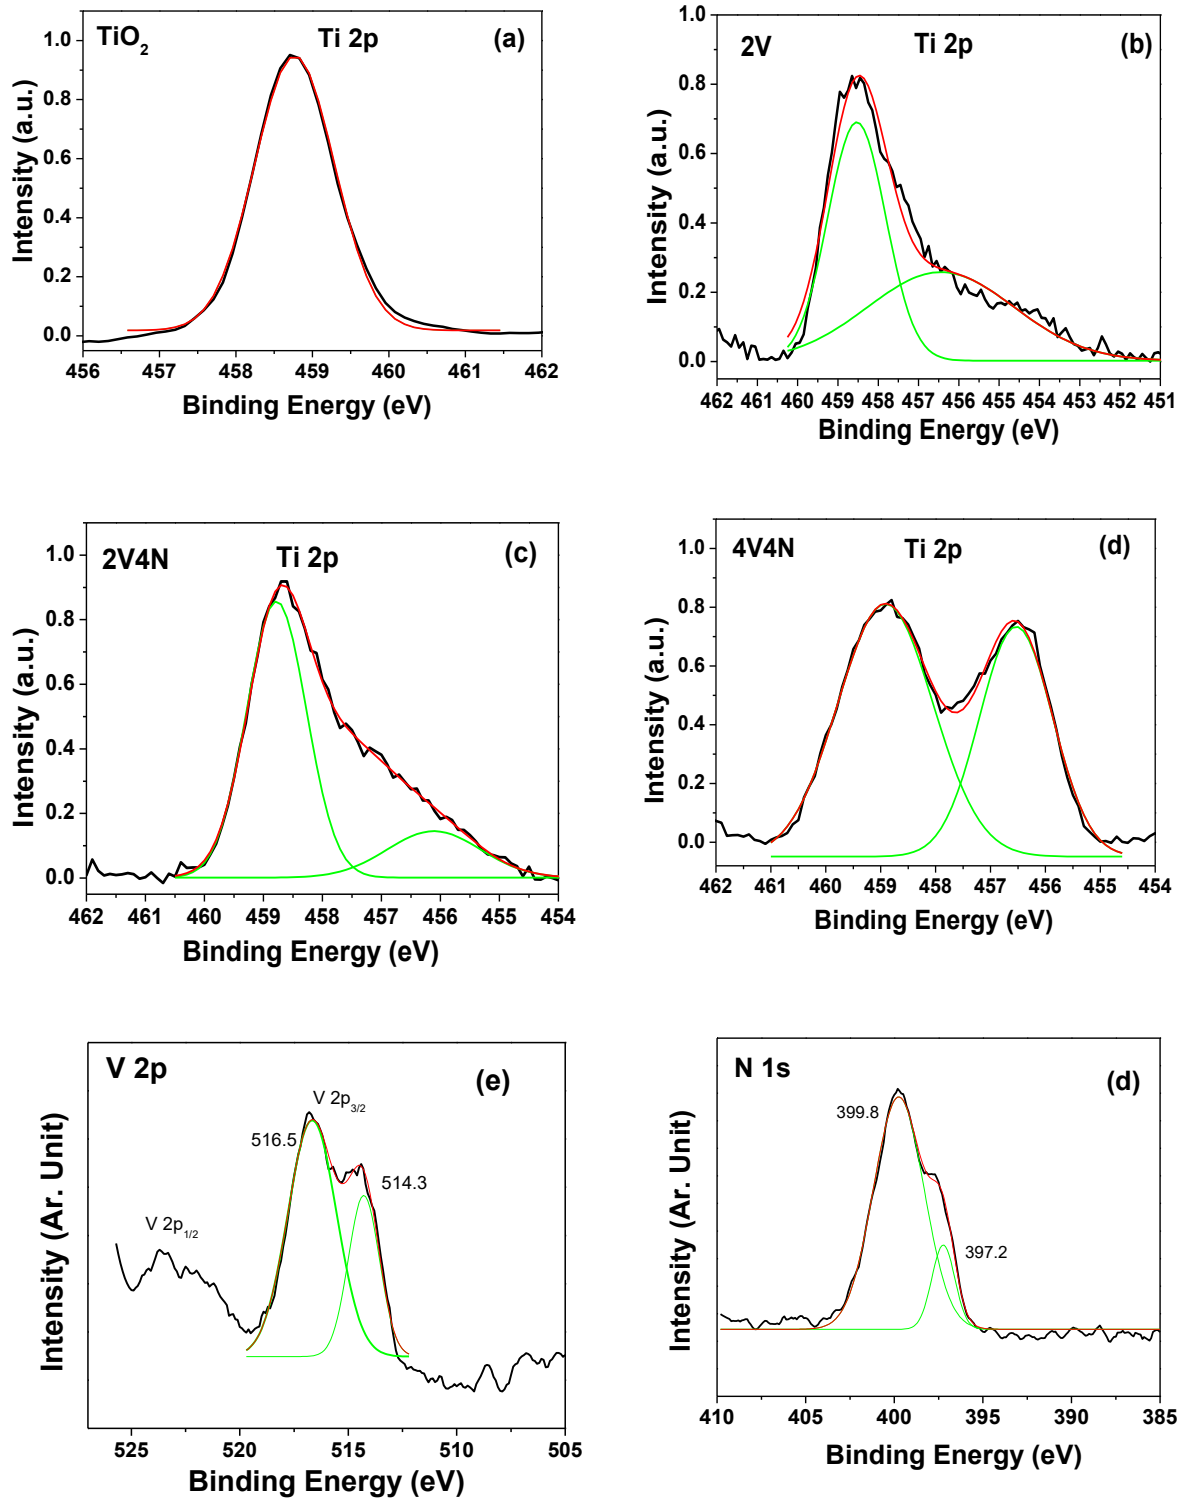 TiO2 Ti 2p (a)
1.0
0.8
0.6
0.4
0.2
0.0
Intensity (a.u.)
456 457 458 459 460 461 462
Binding Energy (eV)
2V Ti 2p (b)
1.0
0.8
0.6
0.4
0.2
0.0
Intensity (a.u.)
462 461 460 459 458 457 456 455 454 453 452 451
Binding Energy (eV)
2V4N Ti 2p (c)
1.0
0.8
0.6
0.4
0.2
0.0
Intensity (a.u.)
462 461 460 459 458 457 456 455 454
Binding Energy (eV)
4V4N Ti 2p (d)
1.0
0.8
0.6
0.4
0.2
0.0
Intensity (a.u.)
462 461 460 459 458 457 456 455 454
Binding Energy (eV)
V 2p (e)
V 2p3/2
516.5
514.3
V 2p1/2
Intensity (Ar. Unit)
525 520 515 510 505
Binding Energy (eV)
N 1s (d)
399.8
397.2
Intensity (Ar. Unit)
410 405 400 395 390 385
Binding Energy (eV)